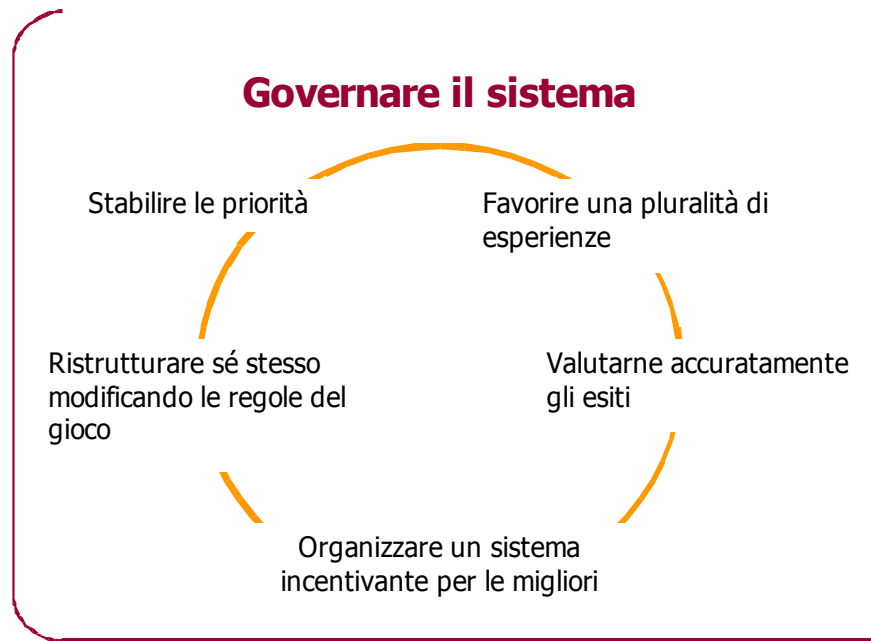 Governare il sistema
Stabilire le priorità
Favorire una pluralità di
esperienze
Valutarne accuratamente
gli esiti
Organizzare un sistema
incentivante per le migliori
Ristrutturare sé stesso
modificando le regole del
gioco